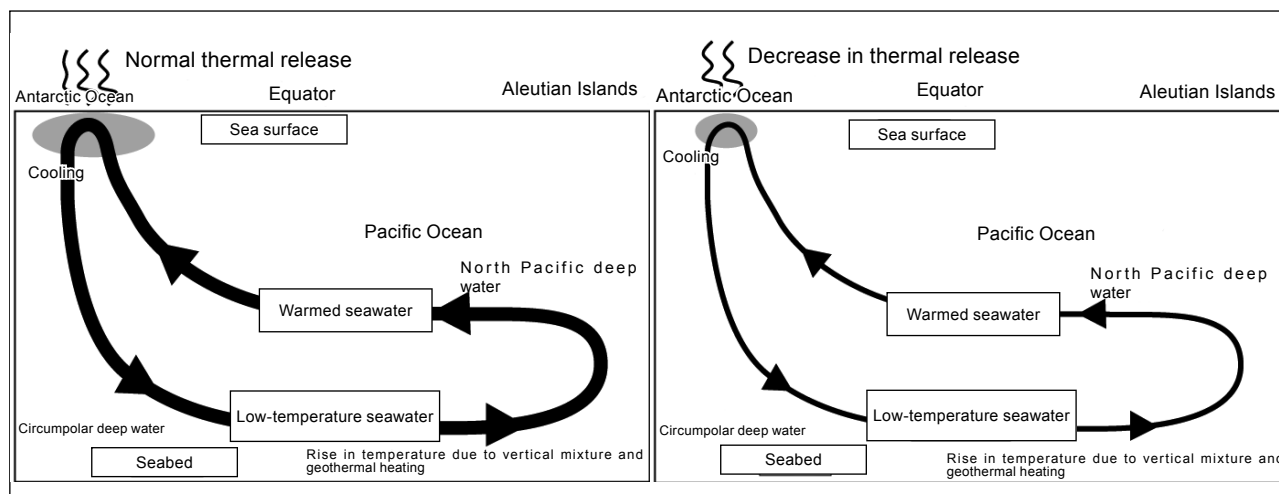 Normal thermal release
Antarctic Ocean
Equator
Aleutian Islands
Sea surface
Cooling
Pacific Ocean
North Pacific deep
water
Warmed seawater
Low-temperature seawater
Circumpolar deep water
Seabed
Rise in temperature due to vertical mixture and
geothermal heating
Decrease in thermal release
Antarctic Ocean
Equator
Aleutian Islands
Sea surface
Cooling
Pacific Ocean
North Pacific deep
water
Warmed seawater
Low-temperature seawater
Circumpolar deep water
Seabed
Rise in temperature due to vertical mixture and
geothermal heating